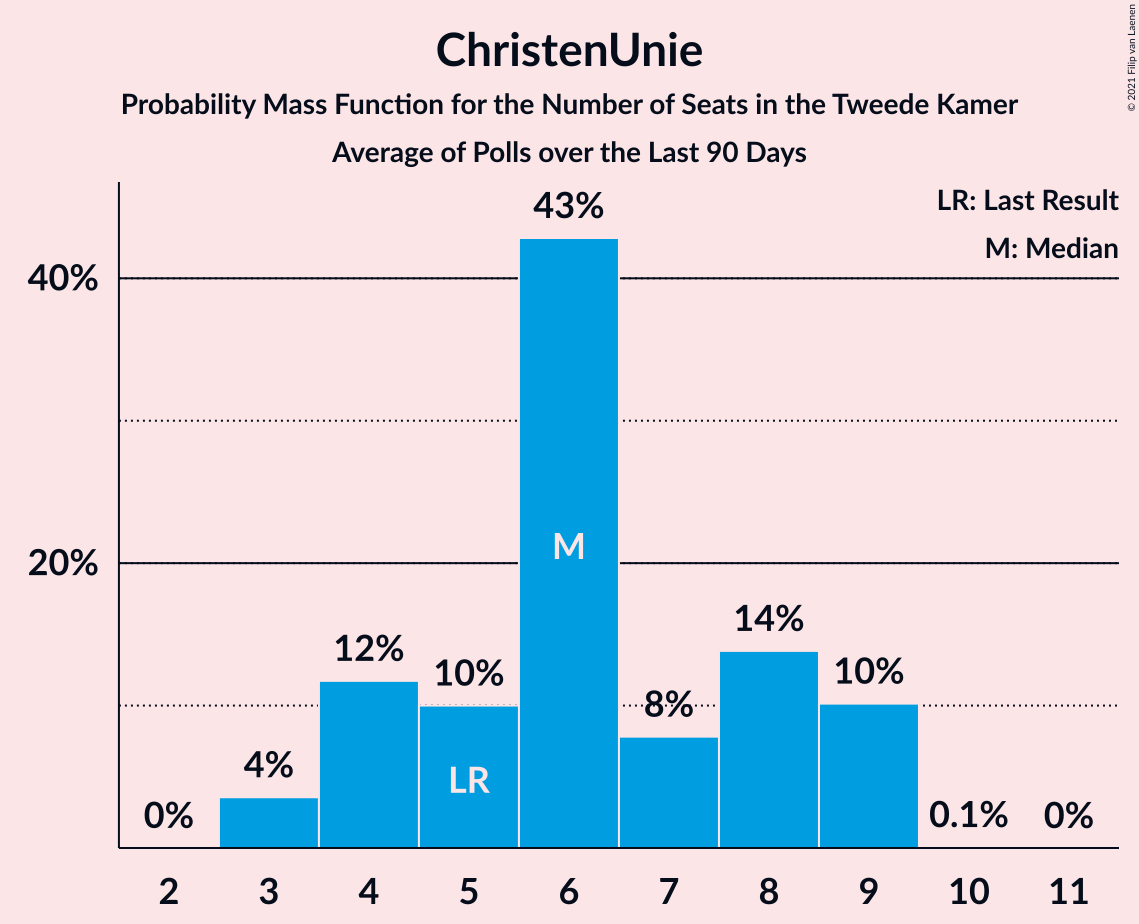 ChristenUnie
Probability Mass Function for the Number of Seats in the Tweede Kamer
Average of Polls over the Last 90 Days
© 2021 Filip van Laenen
LR: Last Result
M: Median
43%
40%
M
20%
14%
12%
10%
10%
8%
4%
LR
0%
0.1%
0%
2 3 4 5 6 7 8 9 10 11